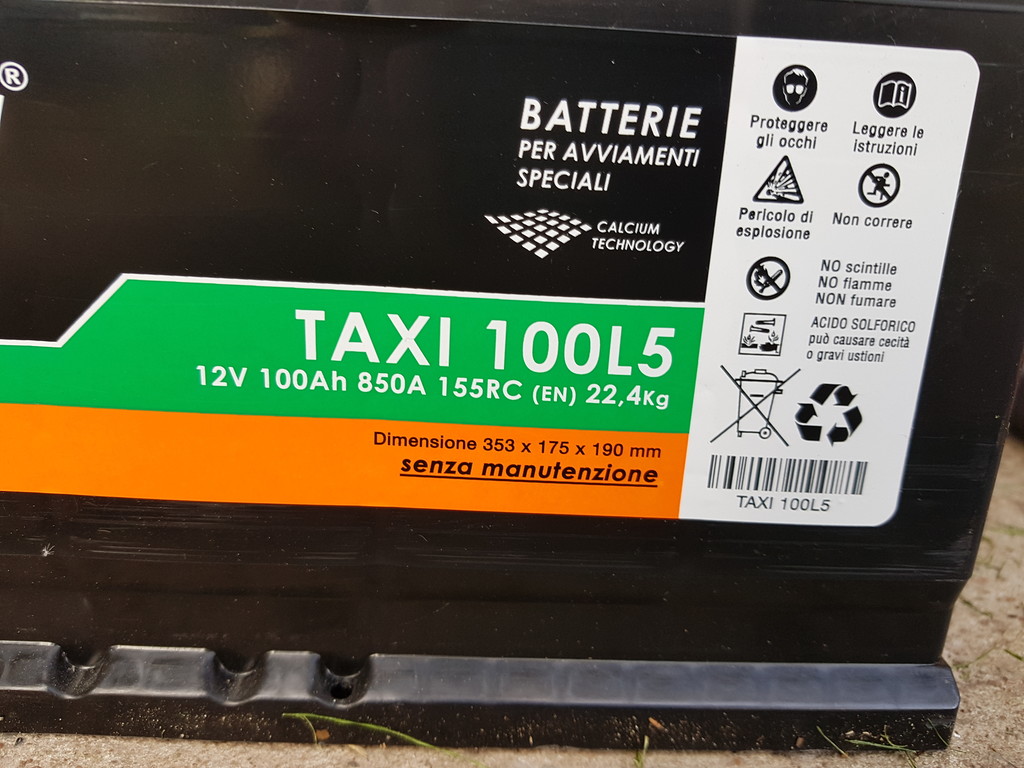 ®
BATTERIE
PER AVVIAMENTI
SPECIALI
CALCIUM
TECHNOLOGY
TAXI 100L5
12V 100Ah 850A 155RC (EN) 22,4Kg
Dimensione 353 x 175 x 190 mm
senza manutenzione
Proteggere
gli occhi
Leggere le
istruzioni
Pericolo di
esplosione
Non correre
NO scintille
NO fiamme
NON fumare
ACIDO SOLFORICO
può causare cecità
o gravi ustioni
TAXI 100L5